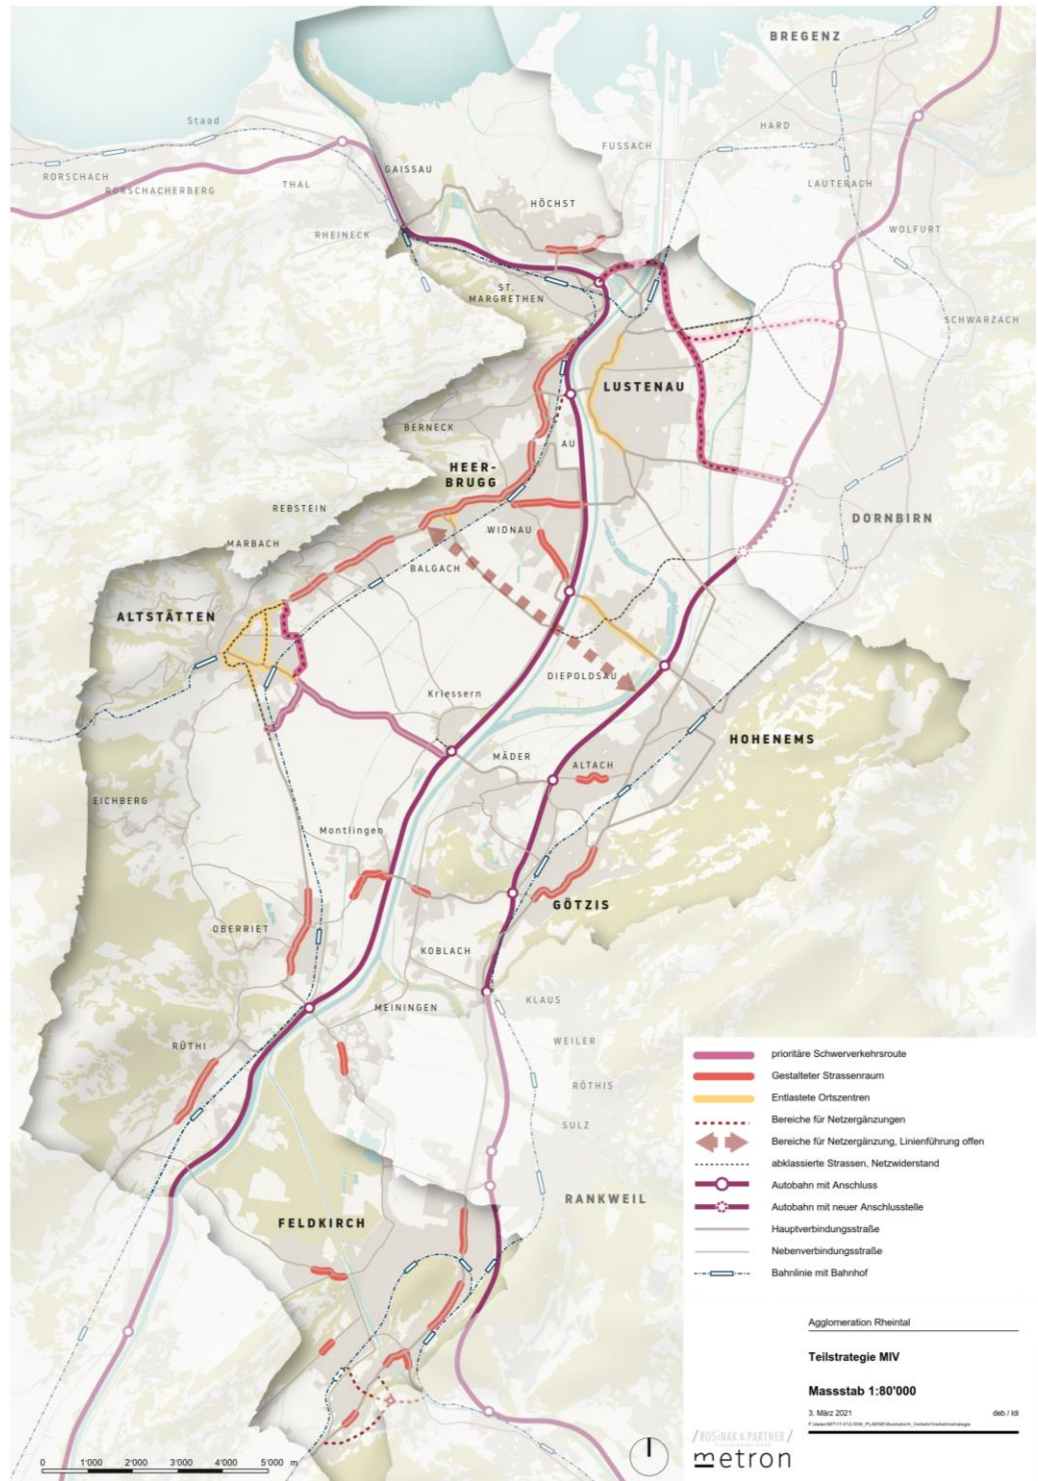 BREGENZ
Staad
HARD
FUSSACH
RORSCHACH
RORSCHACHERBERG
THAL
GAISSAU
LAUTERACH
HÖCHST
RHEINECK
WOLFURT
ST.
MARGRETHEN
SCHWARZACH
LUSTENAU
BERNECK
AU
HEER-
BRUGG
REBSTEIN
WIDNAU
DORNBIRN
MARBACH
BALGACH
ALTSTÄTTEN
DIEPOLDSAU
Kriessern
HOHENEMS
MÄDER
ALTACH
EICHBERG
Montlingen
GÖTZIS
OBERRIET
KOBLACH
MEININGEN
KLAUS
RÜTHI
WEILER
RÖTHIS
SULZ
RANKWEIL
FELDKIRCH
prioritäre Schwerverkehrsroute
Gestalteter Strassenraum
Entlastete Ortszentren
Bereiche für Netzergänzungen
Bereiche für Netzergänzung, Linienführung offen
abklassierte Strassen, Netzwiderstand
Autobahn mit Anschluss
Autobahn mit neuer Anschlusstelle
Hauptverbindungsstraße
Nebenverbindungsstraße
Bahnlinie mit Bahnhof
Agglomeration Rheintal
Teilstrategie MIV
Massstab 1:80'000
3. März 2021 deb / ldi
/ROSiNAK & PARTNER/
metron
0 1'000 2'000 3'000 4'000 5'000 m